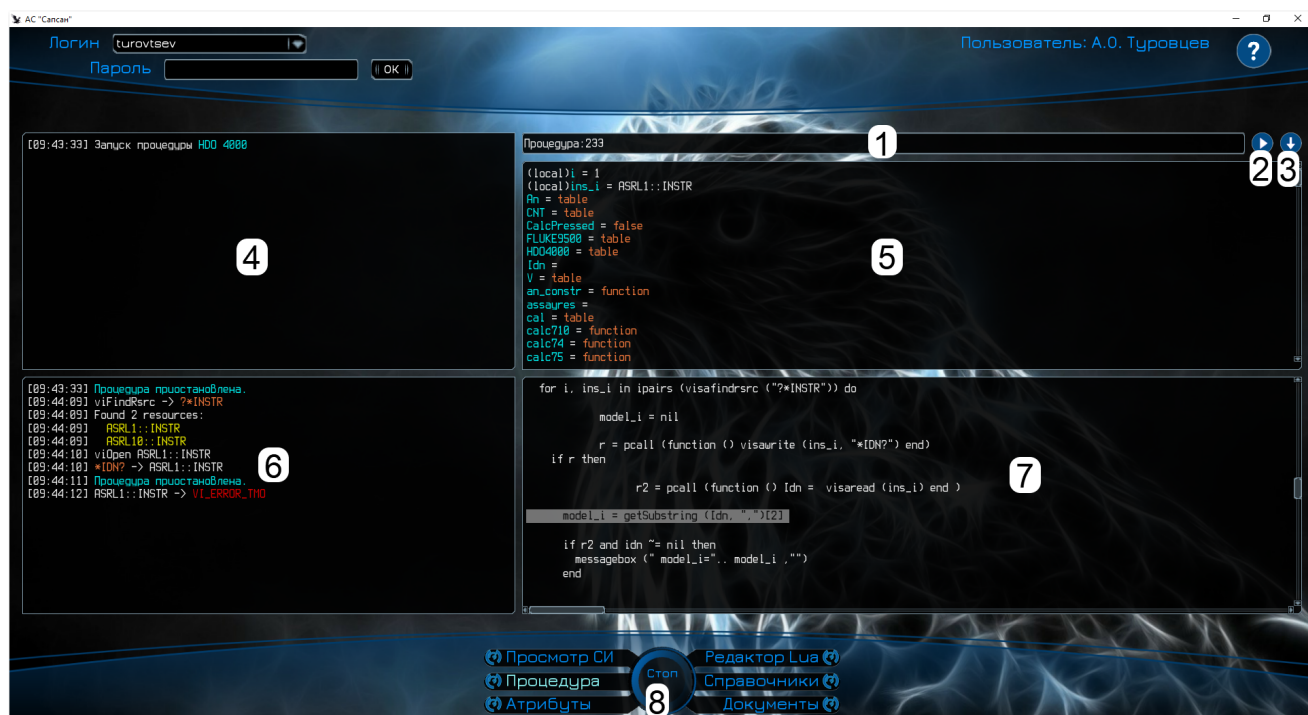 АС "Сапсан"
Логин turovtsev
Пользователь: А.О. Туровцев
?
Пароль
OK
[09:43:33] Запуск процедуры HDO 4000
4
Процедура:233
1
2
3
(local)i = 1
(local)ins_i = ASRL1::INSTR
An = table
CNT = table
CalcPressed = false
FLUKE9500 = table
HDO4000 = table
Idn =
V = table
an_constr = function
assayres =
cal = table
calc710 = function
calc74 = function
calc75 = function
5
[09:43:33] Процедура приостановлена.
[09:44:09] viFindRsrc -> ?*INSTR
[09:44:09] Found 2 resources:
[09:44:09] ASRL1::INSTR
[09:44:09] ASRL10::INSTR
[09:44:10] viOpen ASRL1::INSTR
[09:44:10] *IDN? -> ASRL1::INSTR
[09:44:11] Процедура приостановлена.
[09:44:12] ASRL1::INSTR -> VI_ERROR_TMO
6
for i, ins_i in ipairs (visafindrsrc ("?*INSTR")) do
model_i = nil
r = pcall (function () visawrite (ins_i, "*IDN?") end)
if r then
r2 = pcall (function () Idn = visaread (ins_i) end )
model_i = getSubstring (Idn, ",")[2]
if r2 and idn ~= nil then
messagebox (" model_i=".. model_i ,"")
end
7
Просмотр СИ
Процедура
Атрибуты
Стоп
8
Редактор Lua
Справочники
Документы